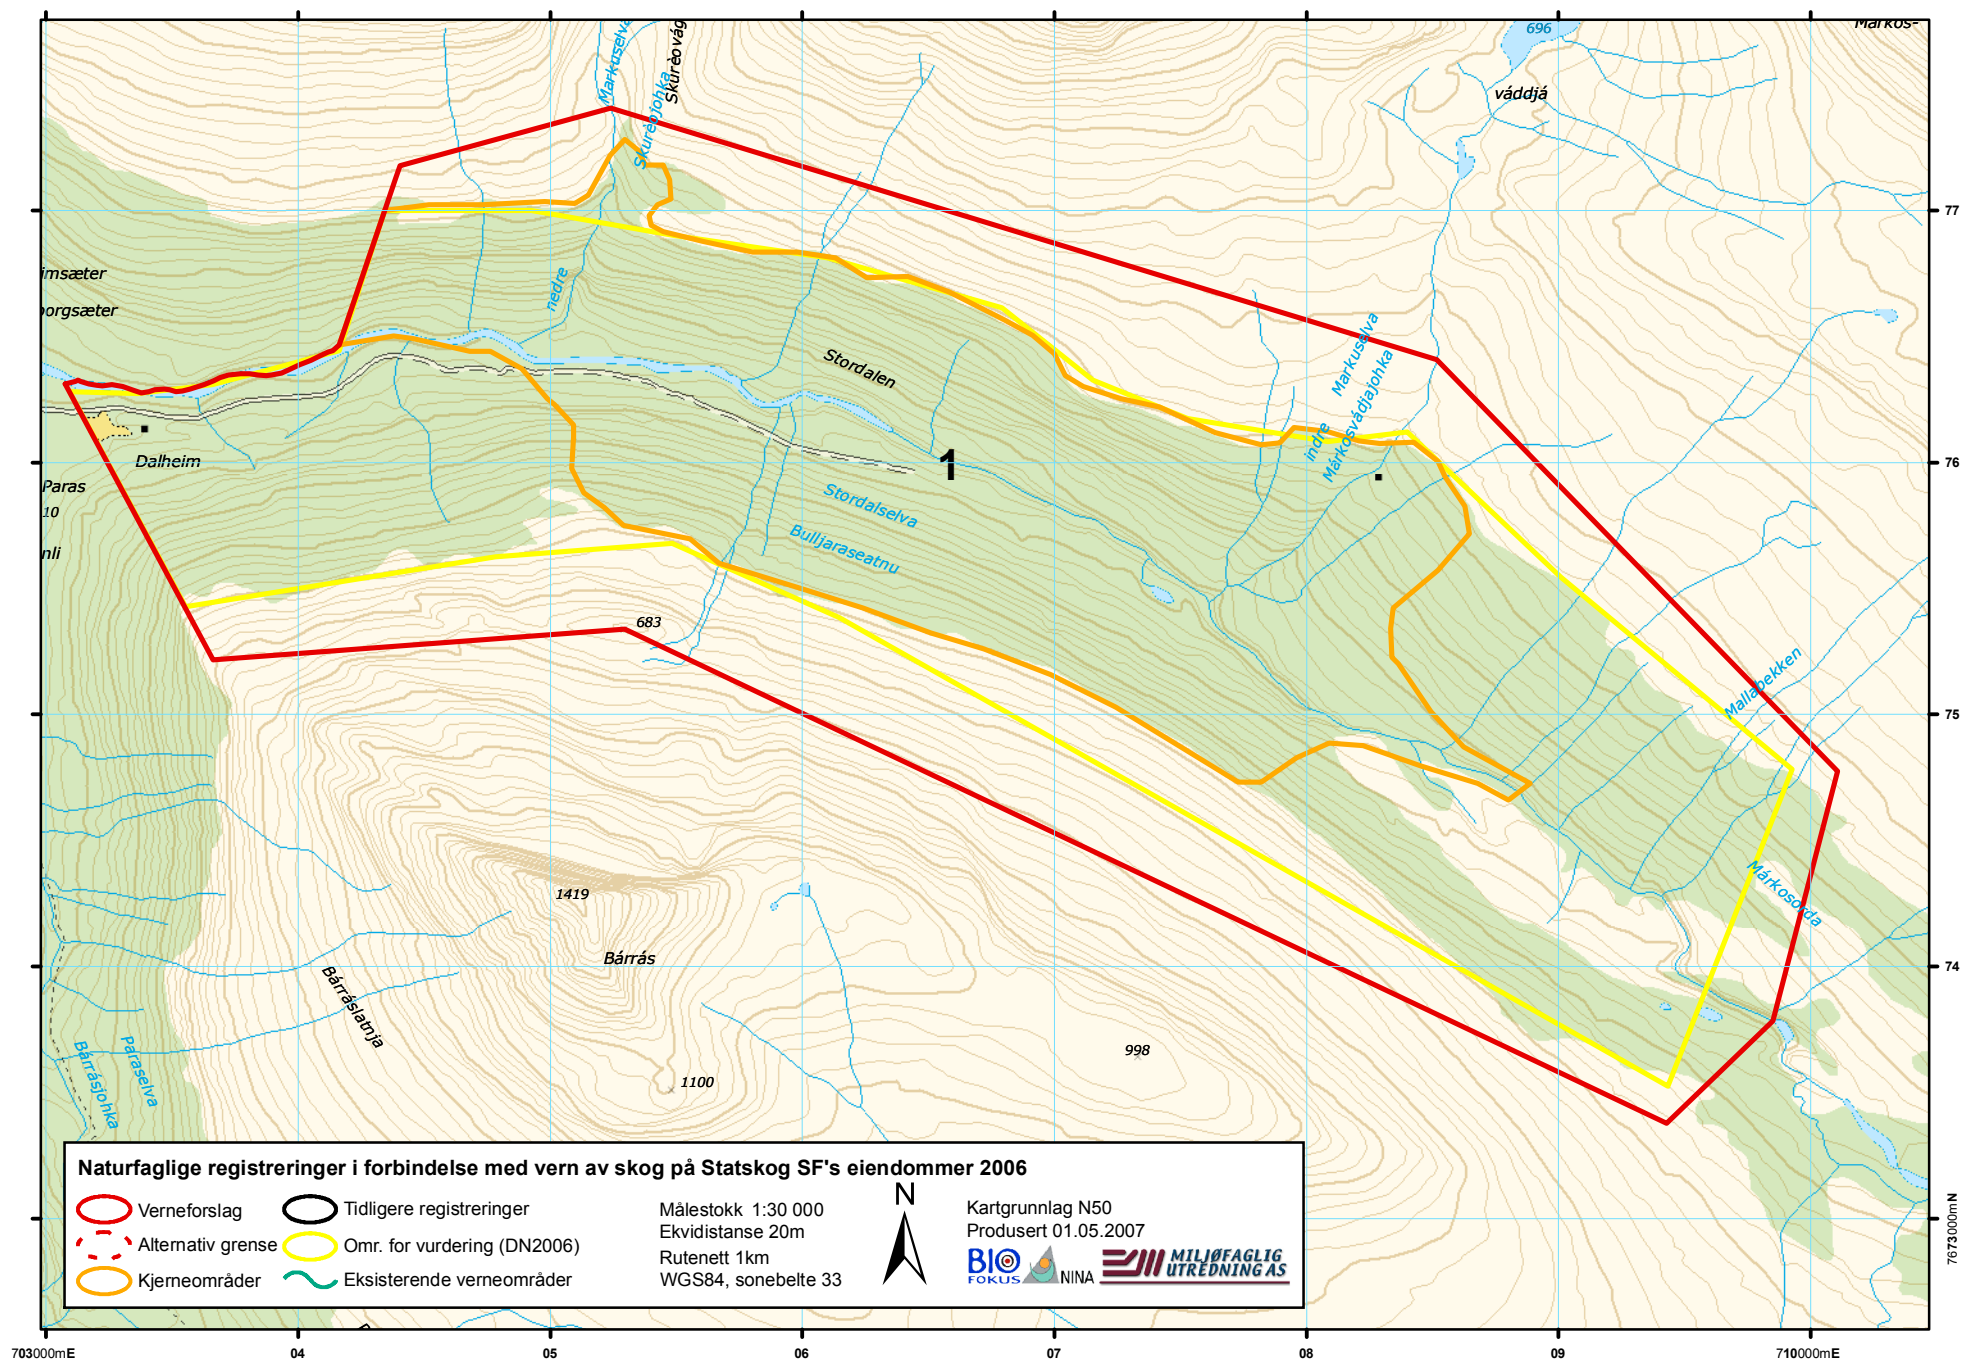 696
Markos-
Markuselva
Skurèovág
Skurèojohka
váddjá
imsæter
orgsæter
nedre
Stordalen
indre Markuselva
Márkosvádjajohka
1
Dalheim
Paras
10
nli
Stordalselva
Bulljaraseatnu
683
Mallabekken
Márkosorda
1419
Bárrás
Bárráslatnja
998
1100
Bárrásjohka
Paraselva
77
76
75
74
7673000mN
Naturfaglige registreringer i forbindelse med vern av skog på Statskog SF's eiendommer 2006
Verneforslag
Alternativ grense
Kjerneområder
Tidligere registreringer
Omr. for vurdering (DN2006)
Eksisterende verneområder
Målestokk 1:30 000
Ekvidistanse 20m
Rutenett 1km
WGS84, sonebelte 33
N
Kartgrunnlag N50
Produsert 01.05.2007
BIO
FOKUS
NINA
MILJØFAGLIG
UTREDNING AS
703000mE
04
05
06
07
08
09
710000mE